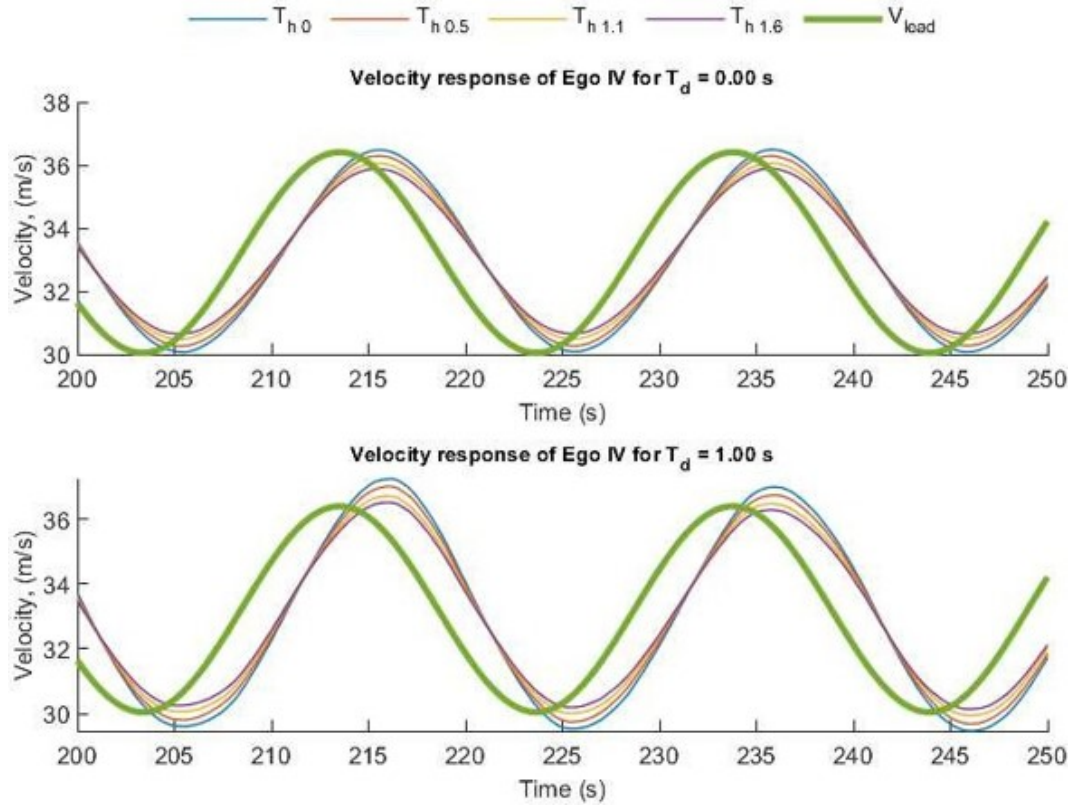 T_h 0 T_h 0.5 T_h 1.1 T_h 1.6 V_lead
Velocity response of Ego IV for T_d = 0.00 s
38
36
34
32
30
Velocity, (m/s)
200 205 210 215 220 225 230 235 240 245 250
Time (s)
Velocity response of Ego IV for T_d = 1.00 s
36
34
32
30
Velocity, (m/s)
200 205 210 215 220 225 230 235 240 245 250
Time (s)